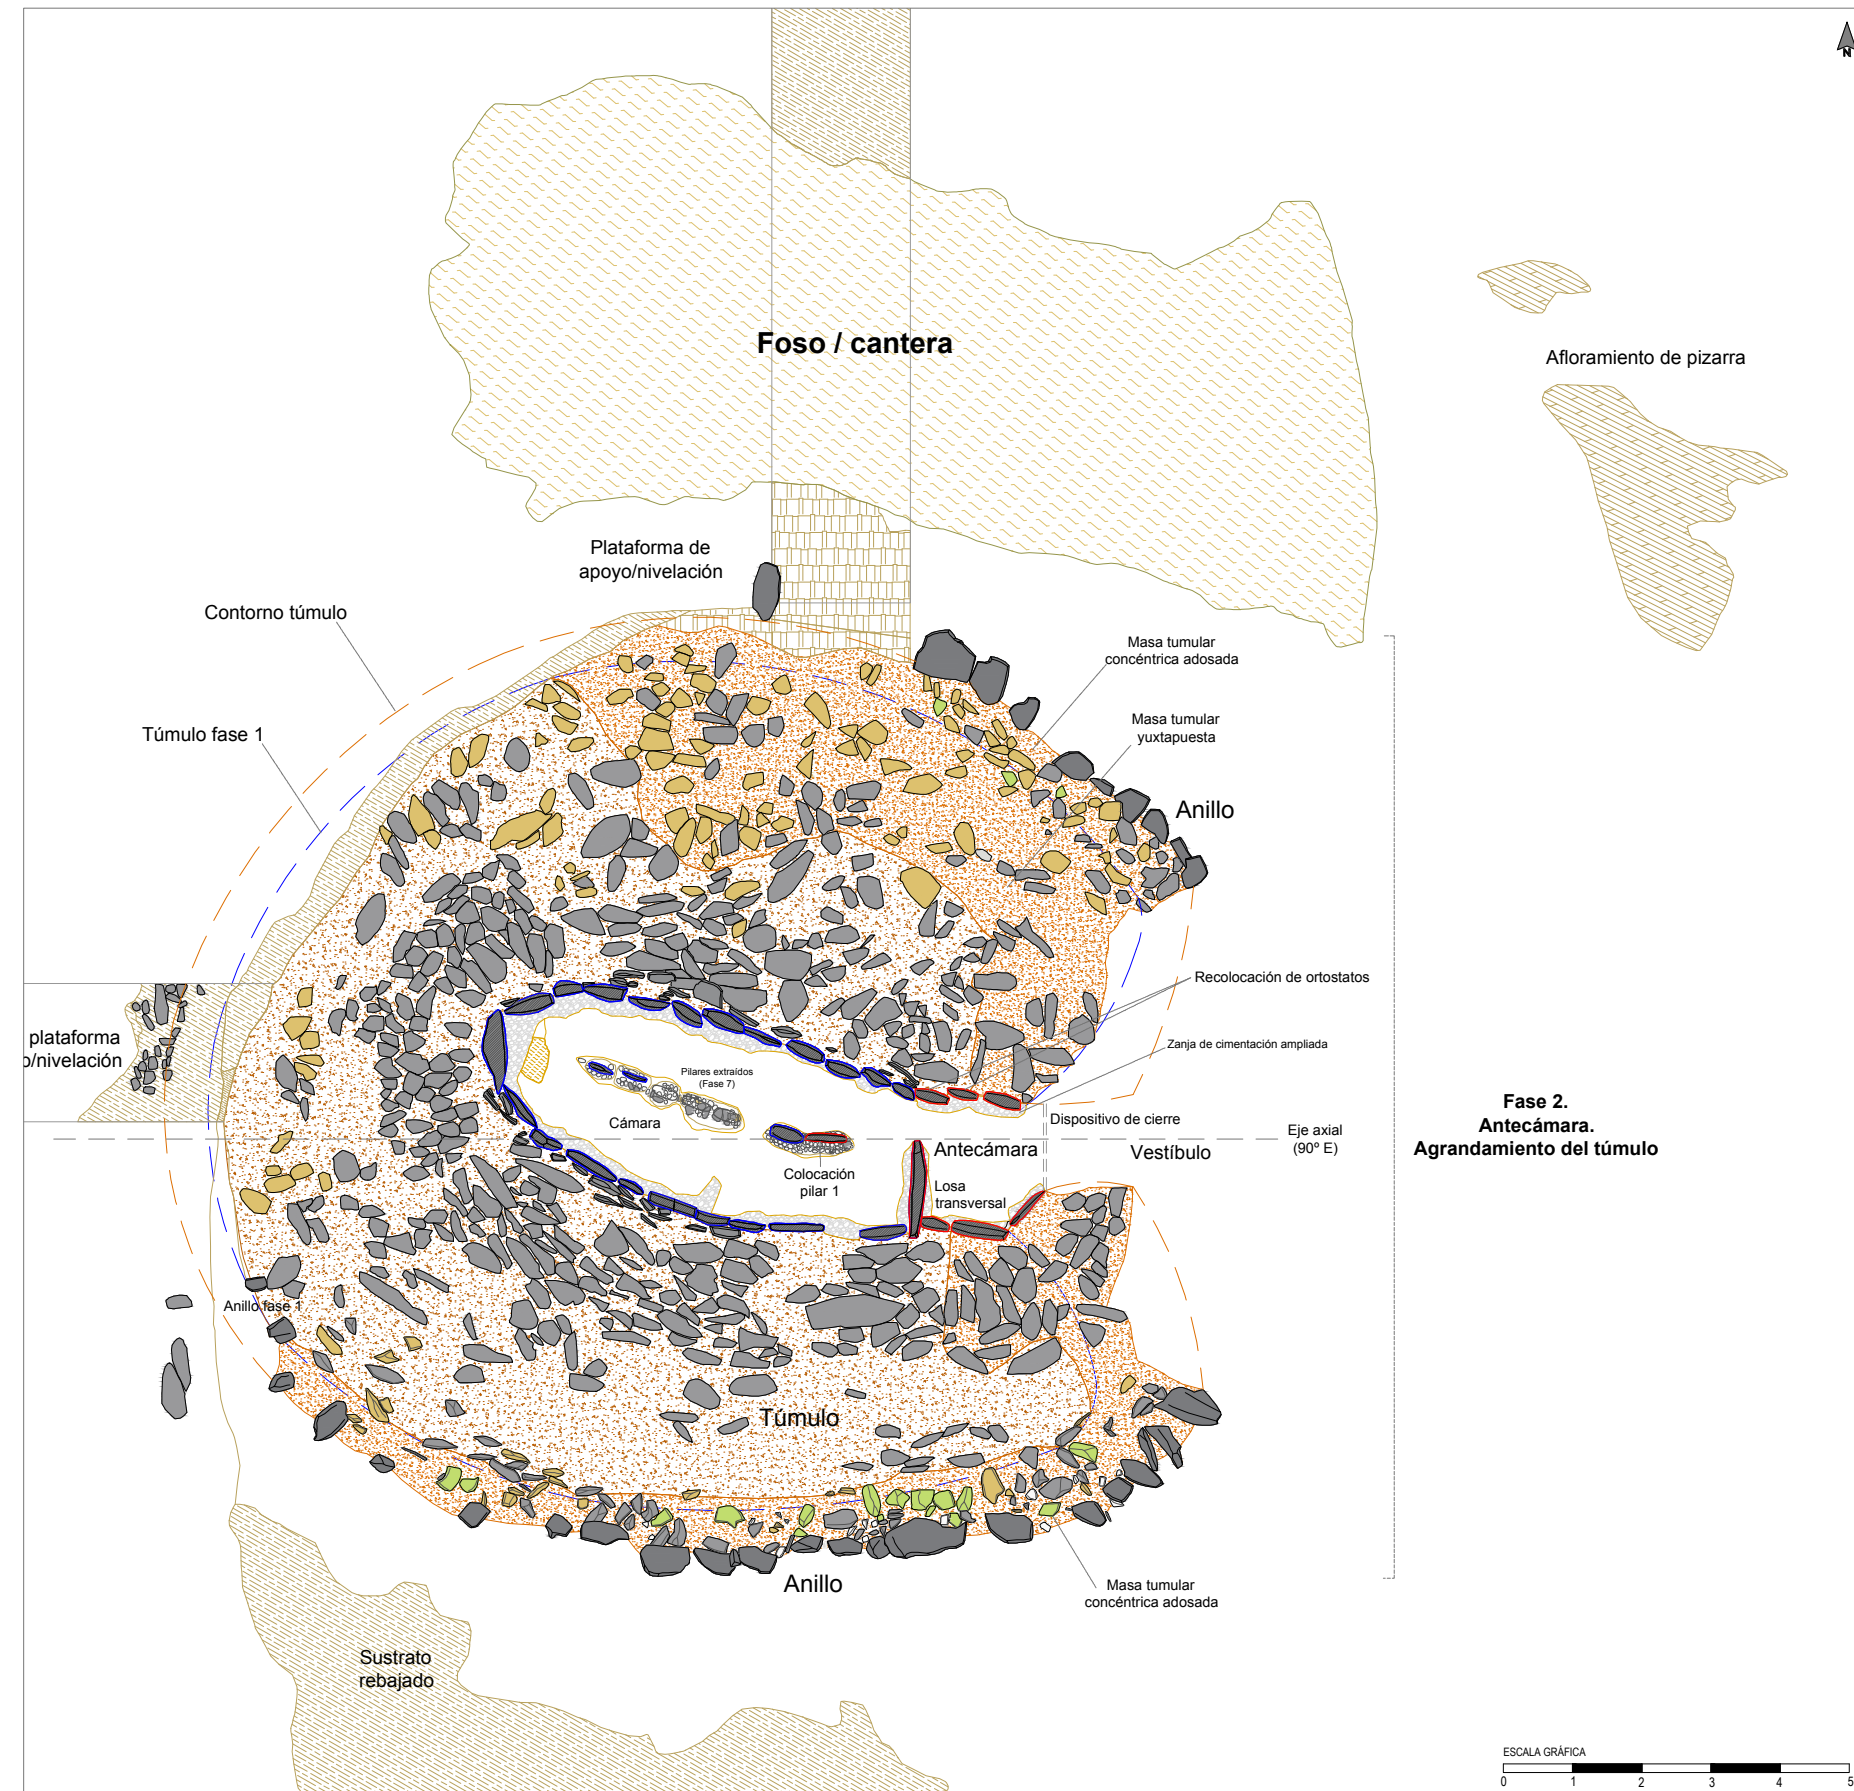 N
Foso / cantera
Afloramiento de pizarra
Plataforma de
apoyo/nivelación
Contorno túmulo
Masa tumular
concéntrica adosada
Túmulo fase 1
Masa tumular
yuxtapuesta
Anillo
Recolocación de ortostatos
plataforma
o/nivelación
Zanja de cimentación ampliada
Pilares extraídos
(Fase 7)
Cámara
Dispositivo de cierre
Fase 2.
Antecámara.
Agrandamiento del túmulo
Eje axial
(90º E)
Antecámara
Vestíbulo
Colocación
pilar 1
Losa
transversal
Anillo fase 1
Túmulo
Anillo
Masa tumular
concéntrica adosada
Sustrato
rebajado
ESCALA GRÁFICA
0 1 2 3 4 5